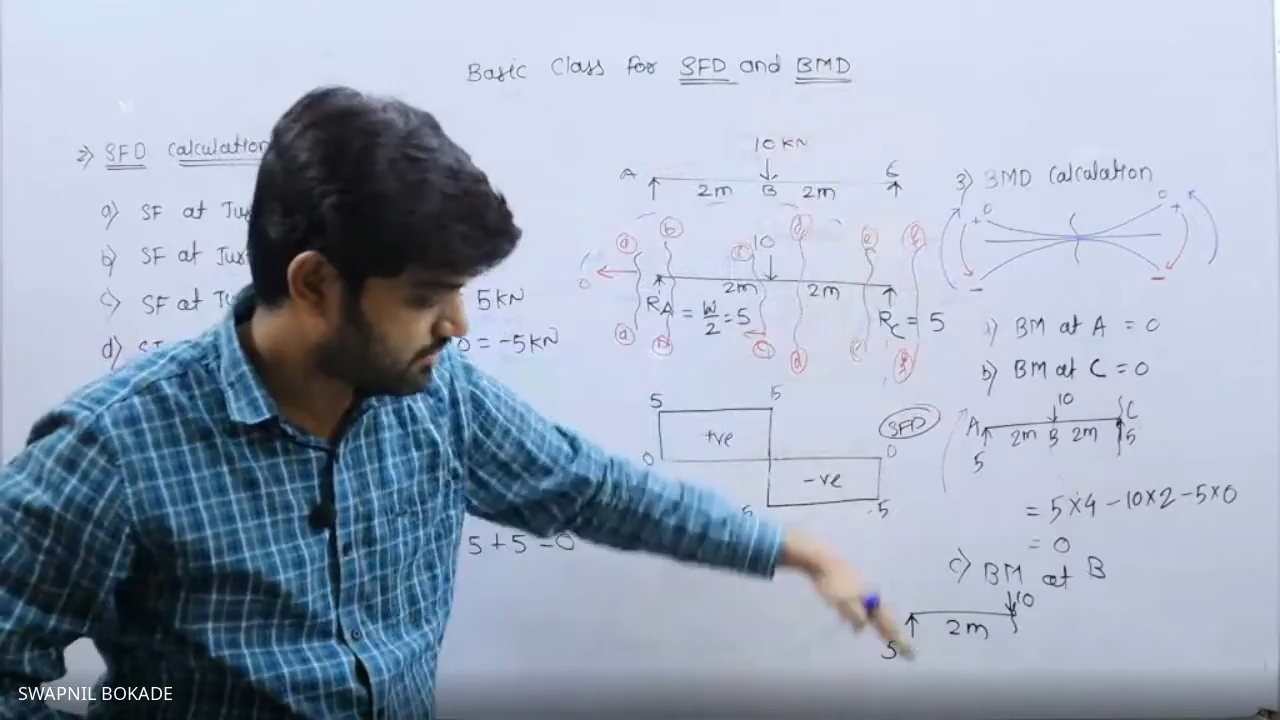 Basic Class for SFD and BMD
2) SFD Calculation
a) SF at
b) SF at
c) SF at
5kN
d)
= -5kN
5+5-0
10 kN
A
C
2m B 2m
a b 10 d e f
c
2m 2m
RA = W/2 = 5
RC = 5
a b c d e f
5 5
+ve
SFD
0
0
-ve
5 5
3) BMD Calculation
+ +
- -
a) BM at A = 0
b) BM at C = 0
10
A C
2m B 2m 5
5
= 5×4 -10×2 -5×0
= 0
c) BM at B
10
2m
5
SWAPNIL BOKADE